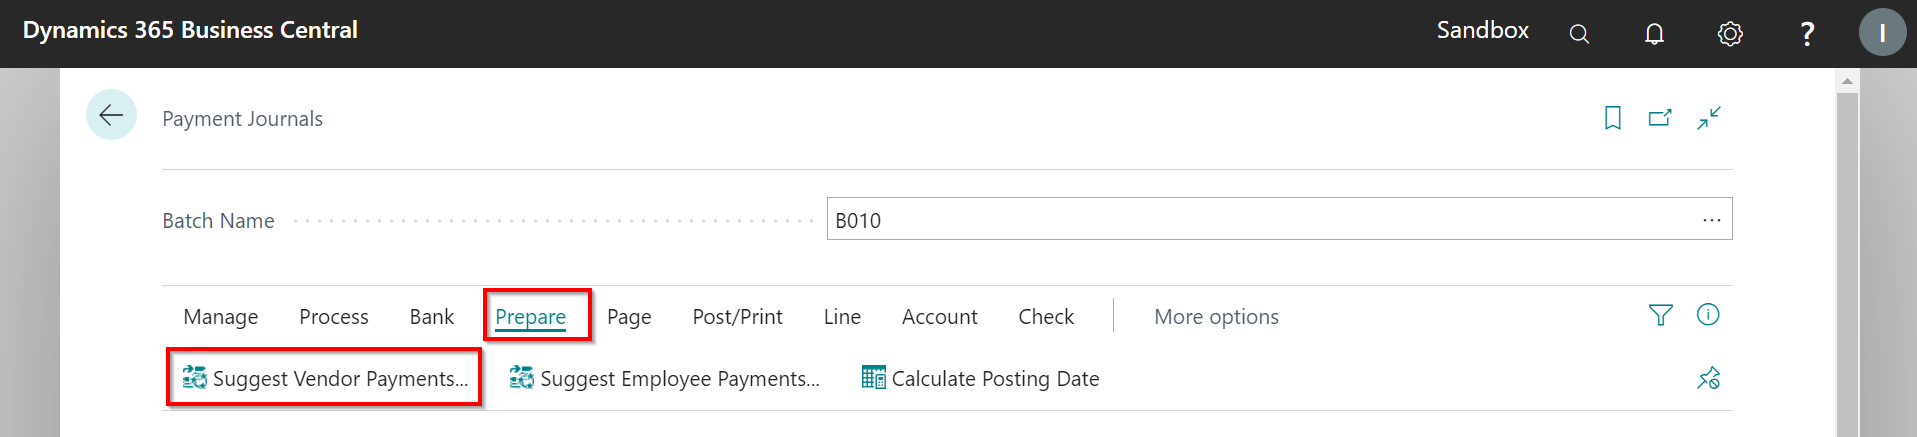 Dynamics 365 Business Central
Sandbox
?
I
Payment Journals
Batch Name
B010
...
Manage Process Bank Prepare Page Post/Print Line Account Check More options
Suggest Vendor Payments... Suggest Employee Payments... Calculate Posting Date